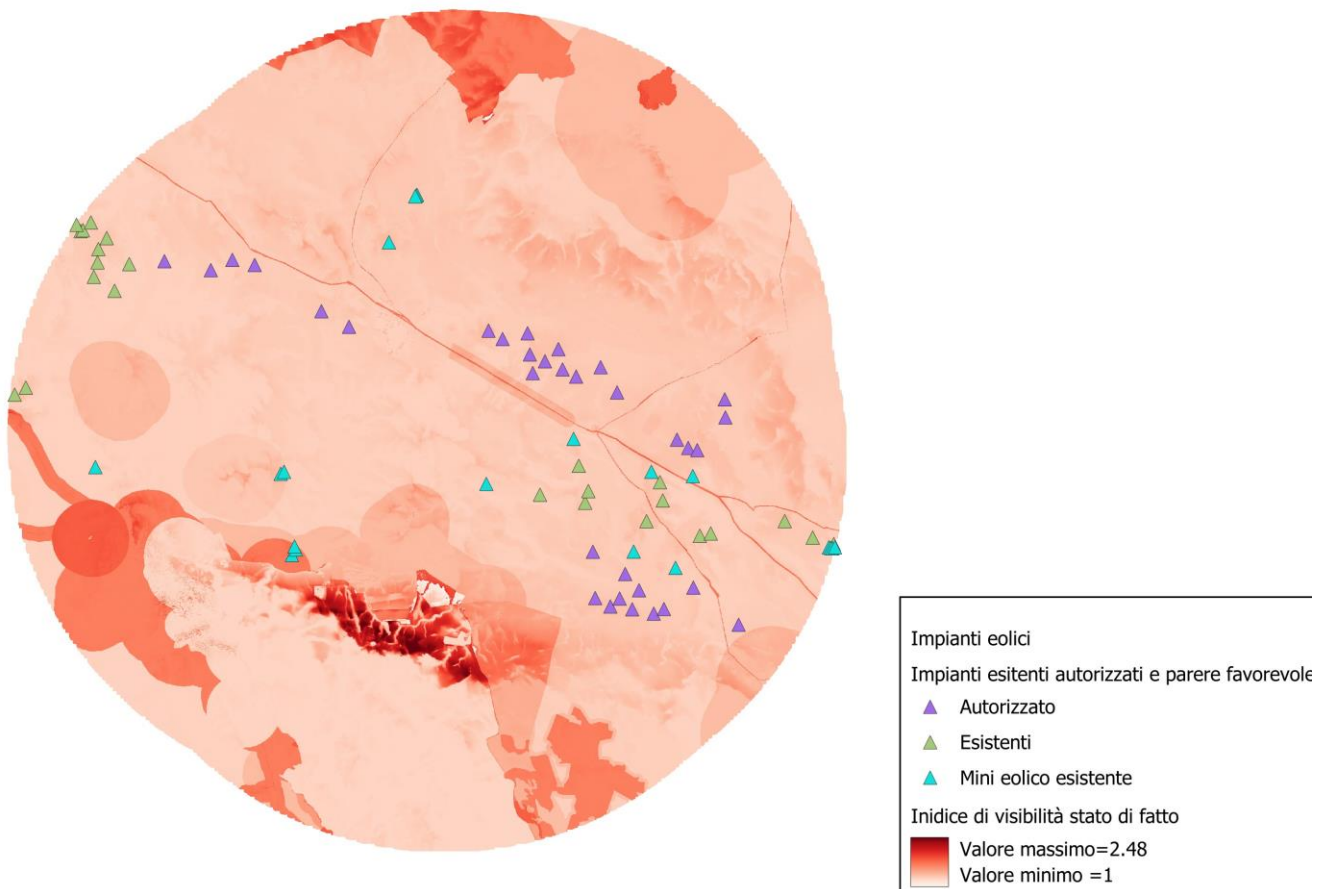 Impianti eolici
Impianti esitenti autorizzati e parere favorevole
Autorizzato
Esistenti
Mini eolico esistente
Inidice di visibilità stato di fatto
Valore massimo=2.48
Valore minimo =1